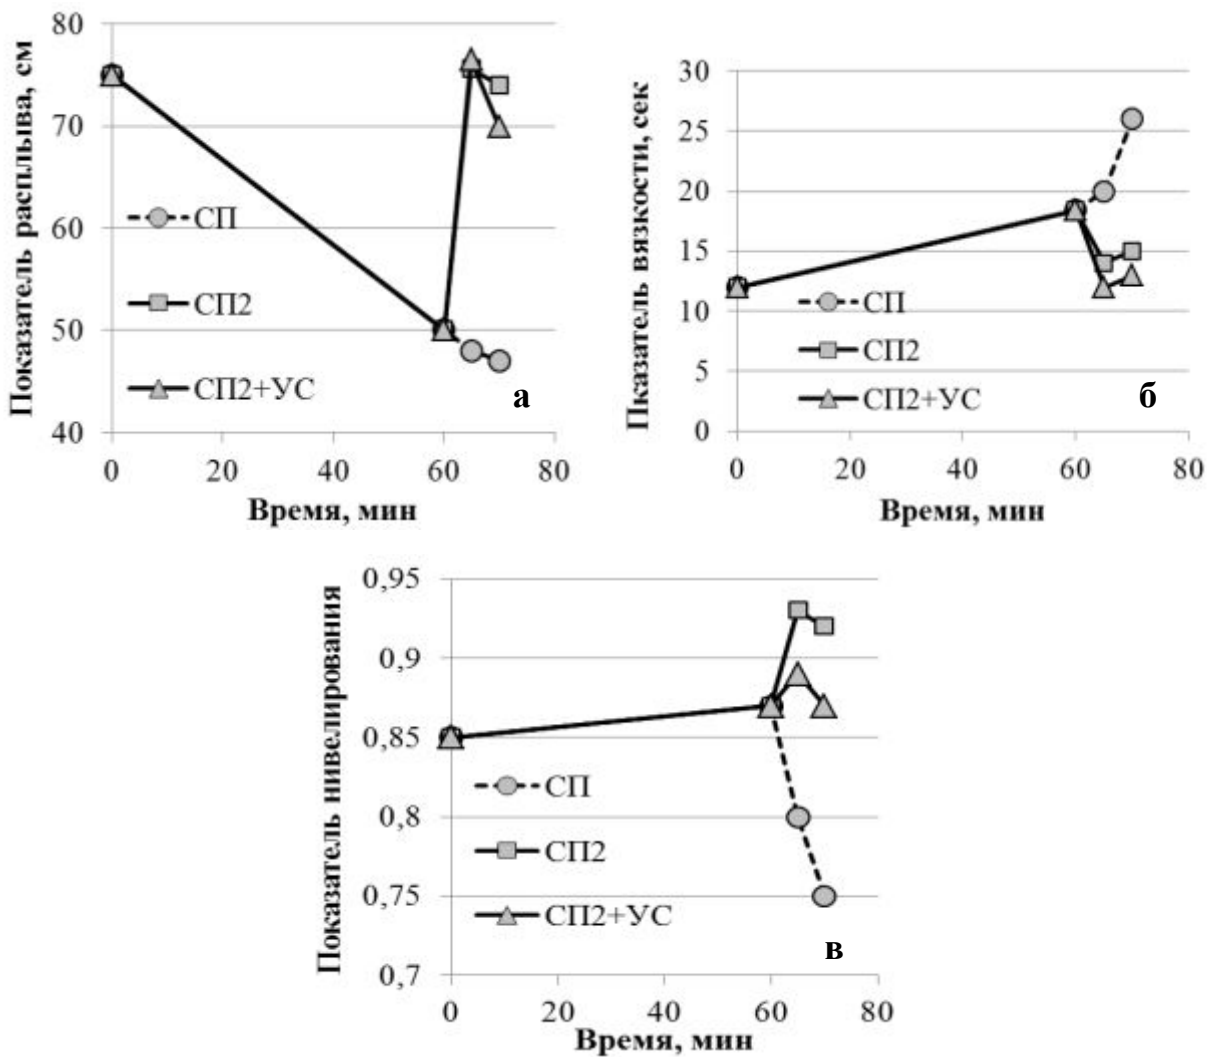 Показатель расплыва, см
80
70
60
50
40
СП
СП2
СП2+УС
а
0 20 40 60 80
Время, мин
Пказатель вязкости, сек
30
25
20
15
10
5
0
СП
СП2
СП2+УС
б
0 20 40 60 80
Время, мин
Показатель нивелирования
0,95
0,9
0,85
0,8
0,75
0,7
СП
СП2
СП2+УС
в
0 20 40 60 80
Время, мин